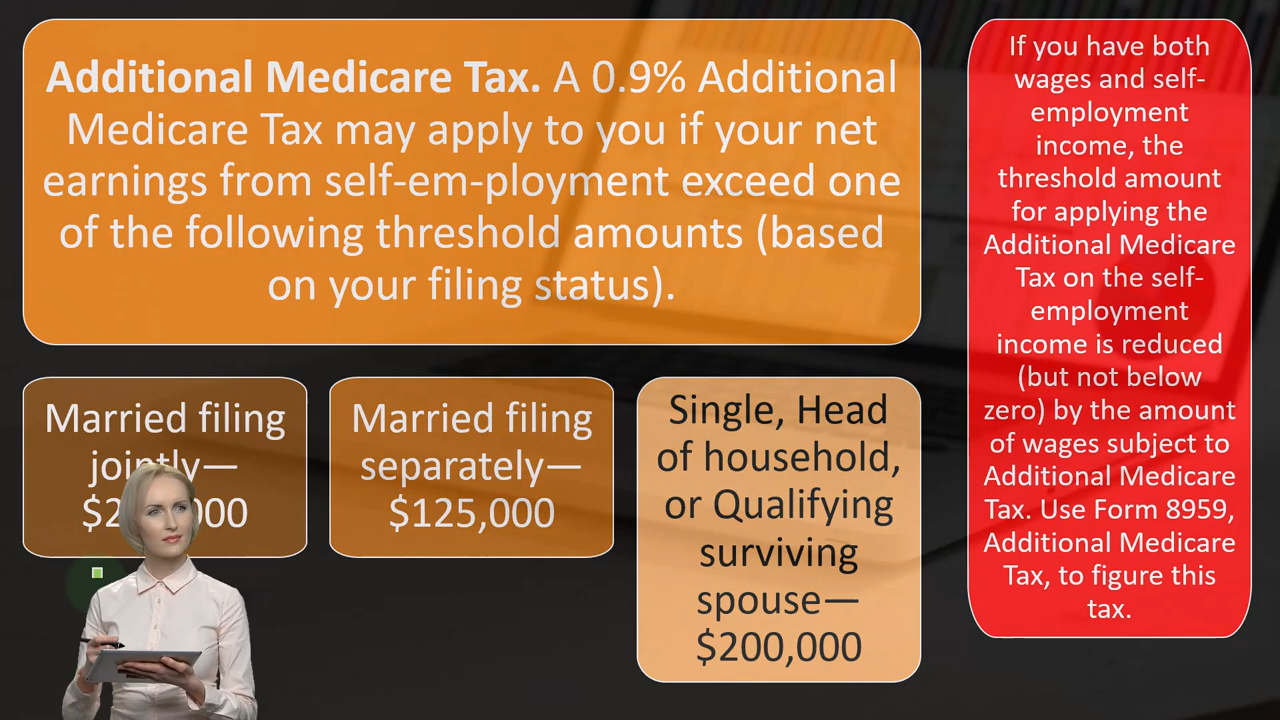 Additional Medicare Tax. A 0.9% Additional
Medicare Tax may apply to you if your net
earnings from self-em-ployment exceed one
of the following threshold amounts (based
on your filing status).
Married filing
jointly—
Married filing
separately—
$125,000
Single, Head
of household,
or Qualifying
surviving
spouse—
$200,000
If you have both
wages and self-
employment
income, the
threshold amount
for applying the
Additional Medicare
Tax on the self-
employment
income is reduced
(but not below
zero) by the amount
of wages subject to
Additional Medicare
Tax. Use Form 8959,
Additional Medicare
Tax, to figure this
tax.